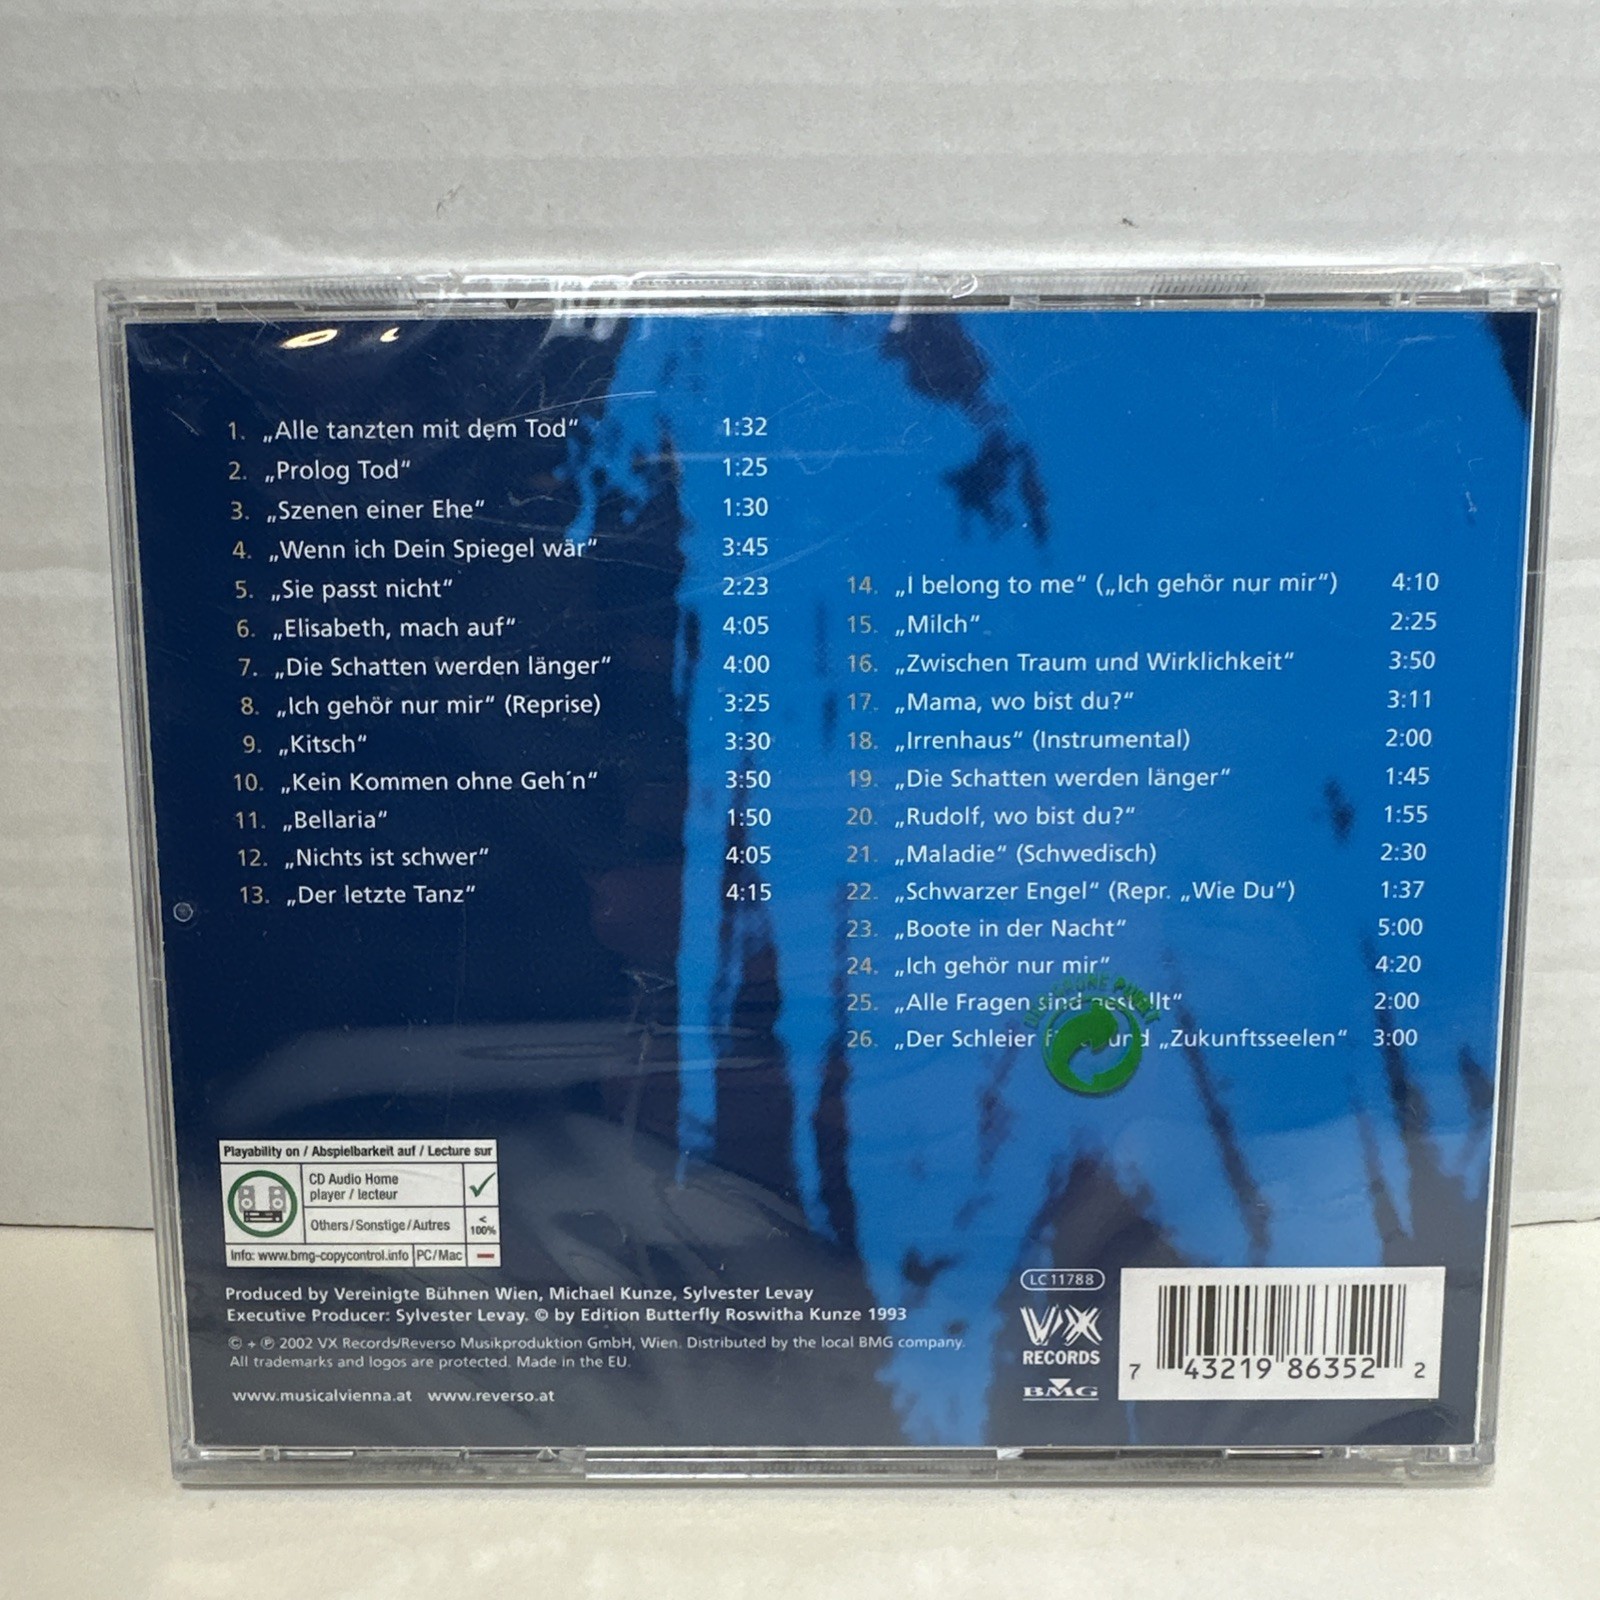 1. „Alle tanzten mit dem Tod“ 1:32
2. „Prolog Tod“ 1:25
3. „Szenen einer Ehe“ 1:30
4. „Wenn ich Dein Spiegel wär“ 3:45
5. „Sie passt nicht“ 2:23
6. „Elisabeth, mach auf“ 4:05
7. „Die Schatten werden länger“ 4:00
8. „Ich gehör nur mir“ (Reprise) 3:25
9. „Kitsch“ 3:30
10. „Kein Kommen ohne Geh´n“ 3:50
11. „Bellaria“ 1:50
12. „Nichts ist schwer“ 4:05
13. „Der letzte Tanz“ 4:15
14. „I belong to me“ („Ich gehör nur mir“) 4:10
15. „Milch“ 2:25
16. „Zwischen Traum und Wirklichkeit“ 3:50
17. „Mama, wo bist du?“ 3:11
18. „Irrenhaus“ (Instrumental) 2:00
19. „Die Schatten werden länger“ 1:45
20. „Rudolf, wo bist du?“ 1:55
21. „Maladie“ (Schwedisch) 2:30
22. „Schwarzer Engel“ (Repr. „Wie Du“) 1:37
23. „Boote in der Nacht“ 5:00
24. „Ich gehör nur mir“ 4:20
25. „Alle Fragen sind gestellt“ 2:00
26. „Der Schleier und „Zukunftsseelen“ 3:00
Playability on / Abspielbarkeit auf / Lecture sur
CD Audio Home
player / lecteur
Others/Sonstige/Autres < 100%
Info: www.bmg-copycontrol.info PC/Mac
Produced by Vereinigte Bühnen Wien, Michael Kunze, Sylvester Levay
Executive Producer: Sylvester Levay. © by Edition Butterfly Roswitha Kunze 1993
© + ℗ 2002 VX Records/Reverso Musikproduktion GmbH, Wien. Distributed by the local BMG company.
All trademarks and logos are protected. Made in the EU.
www.musicalvienna.at www.reverso.at
LC 11788
VX
RECORDS
BMG
7 43219 86352 2